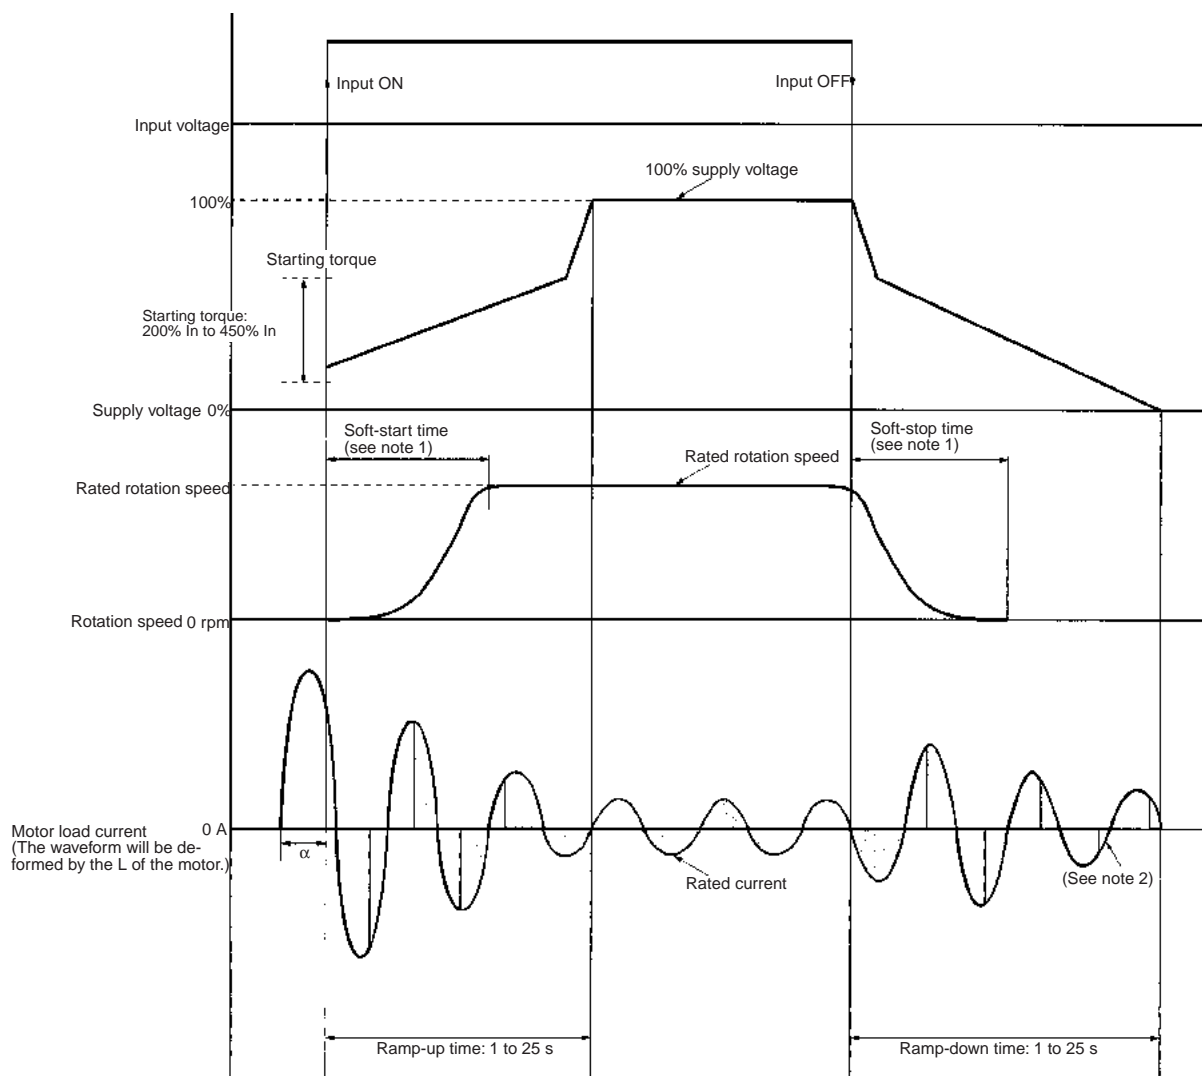 Input ON
Input OFF
Input voltage
100% supply voltage
100%
Starting torque
Starting torque:
200% In to 450% In
Supply voltage 0%
Soft-start time
(see note 1)
Soft-stop time
(see note 1)
Rated rotation speed
Rated rotation speed
Rotation speed 0 rpm
Motor load current
(The waveform will be de-
formed by the L of the motor.)
0 A
α
Rated current
(See note 2)
Ramp-up time: 1 to 25 s
Ramp-down time: 1 to 25 s